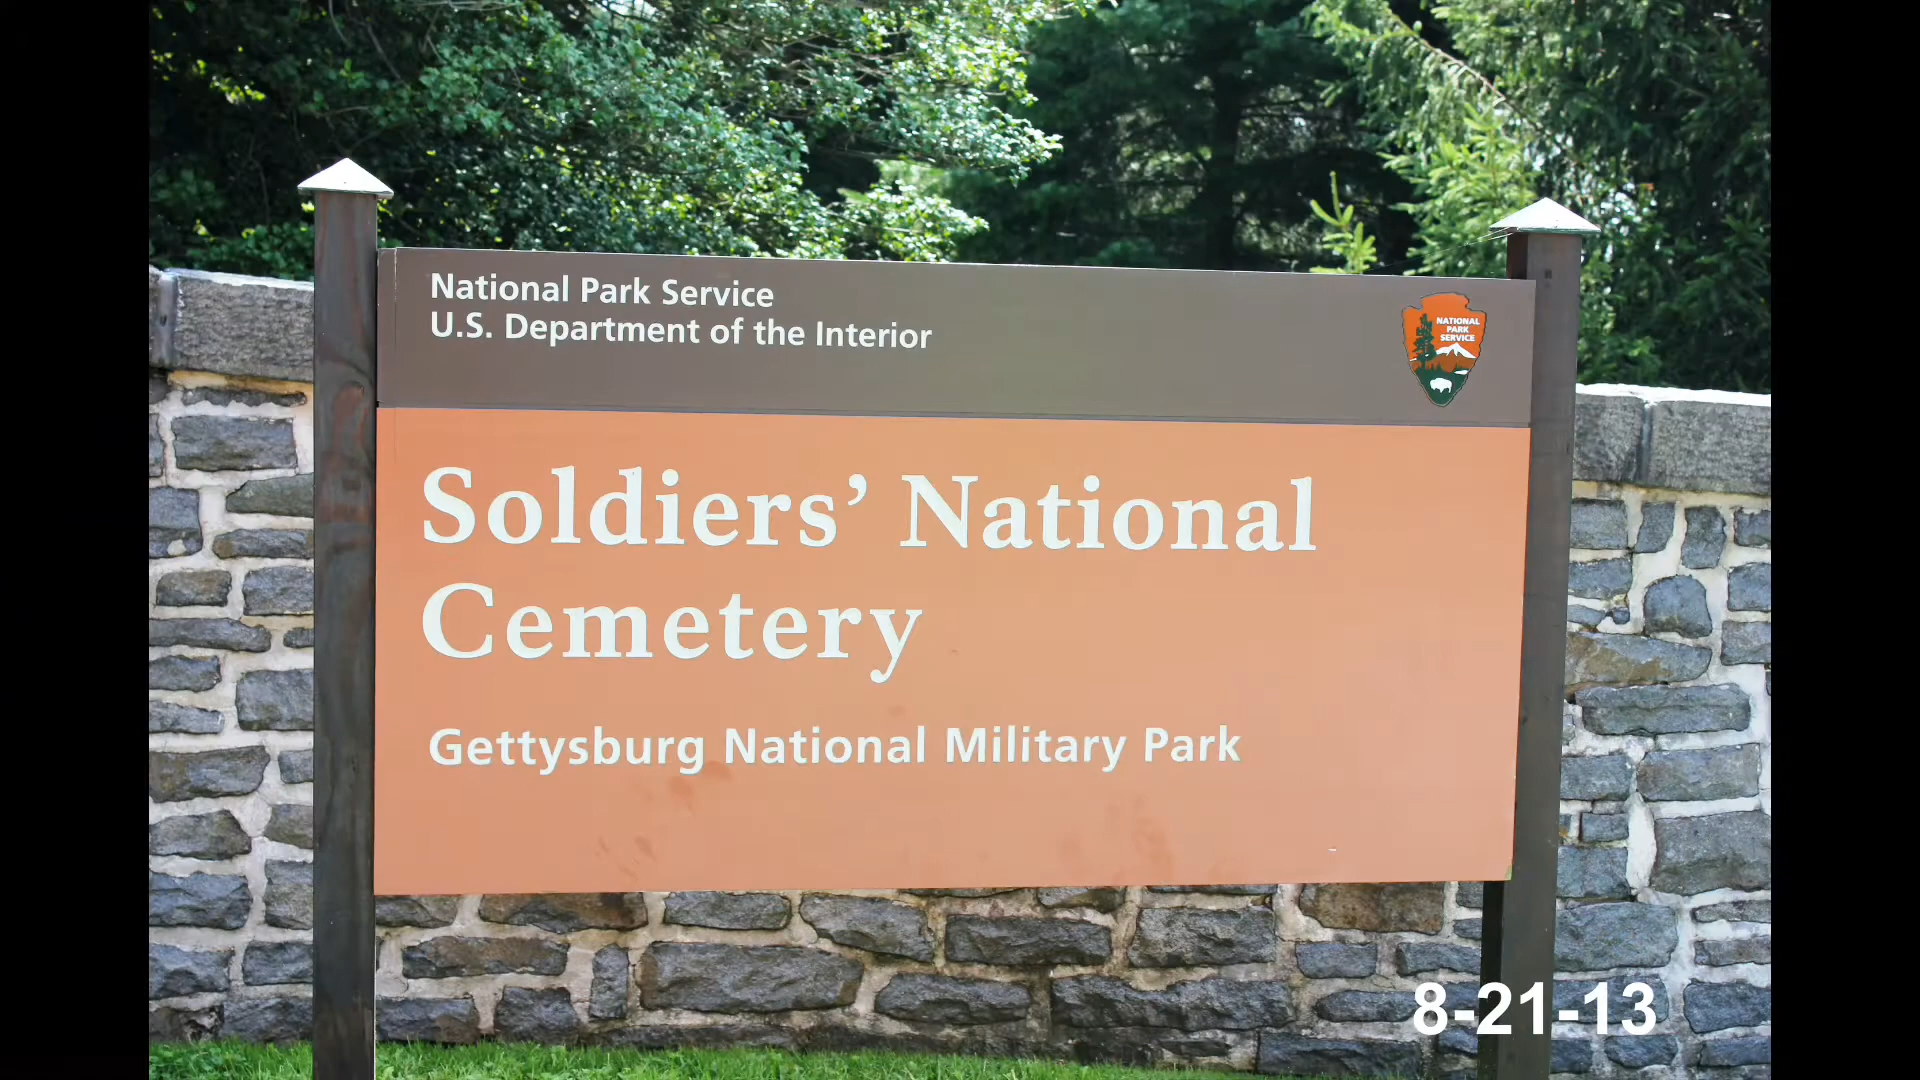 National Park Service
U.S. Department of the Interior
NATIONAL
PARK
SERVICE
Soldiers’ National
Cemetery
Gettysburg National Military Park
8-21-13